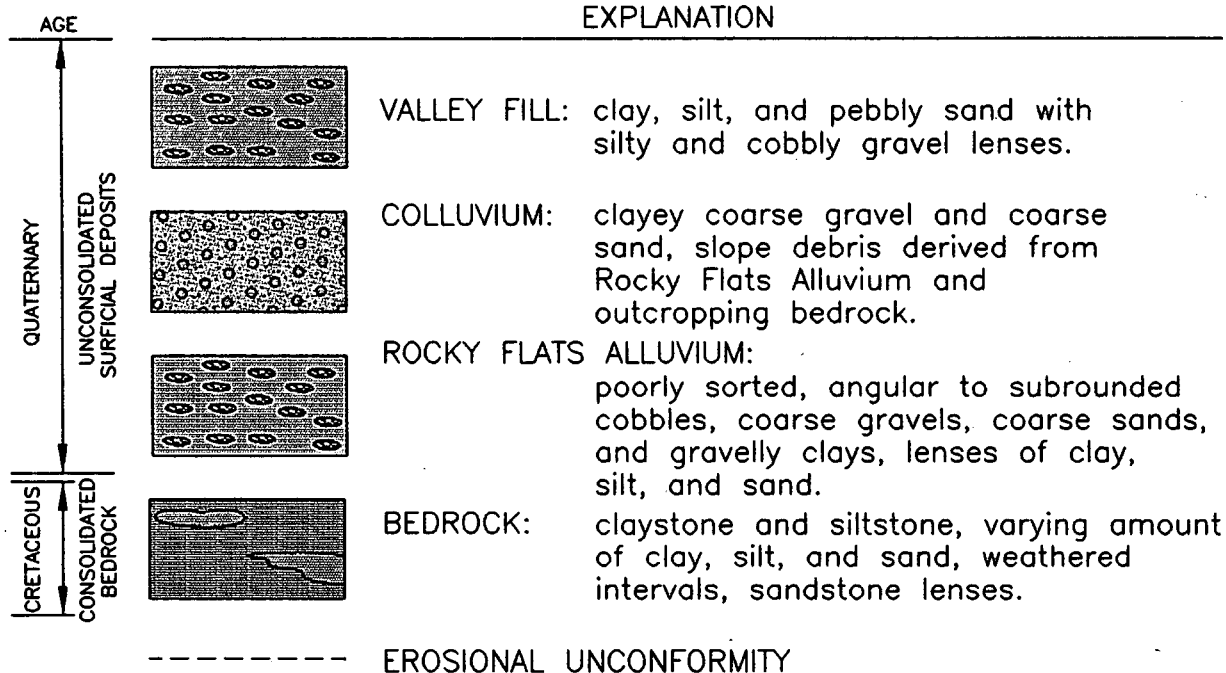 AGE
EXPLANATION
QUATERNARY
UNCONSOLIDATED
SURFICIAL DEPOSITS
VALLEY FILL: clay, silt, and pebbly sand with
silty and cobbly gravel lenses.
COLLUVIUM: clayey coarse gravel and coarse
sand, slope debris derived from
Rocky Flats Alluvium and
outcropping bedrock.
ROCKY FLATS ALLUVIUM:
poorly sorted, angular to subrounded
cobbles, coarse gravels, coarse sands,
and gravelly clays, lenses of clay,
silt, and sand.
CRETACEOUS
CONSOLIDATED
BEDROCK
BEDROCK: claystone and siltstone, varying amount
of clay, silt, and sand, weathered
intervals, sandstone lenses.
EROSIONAL UNCONFORMITY